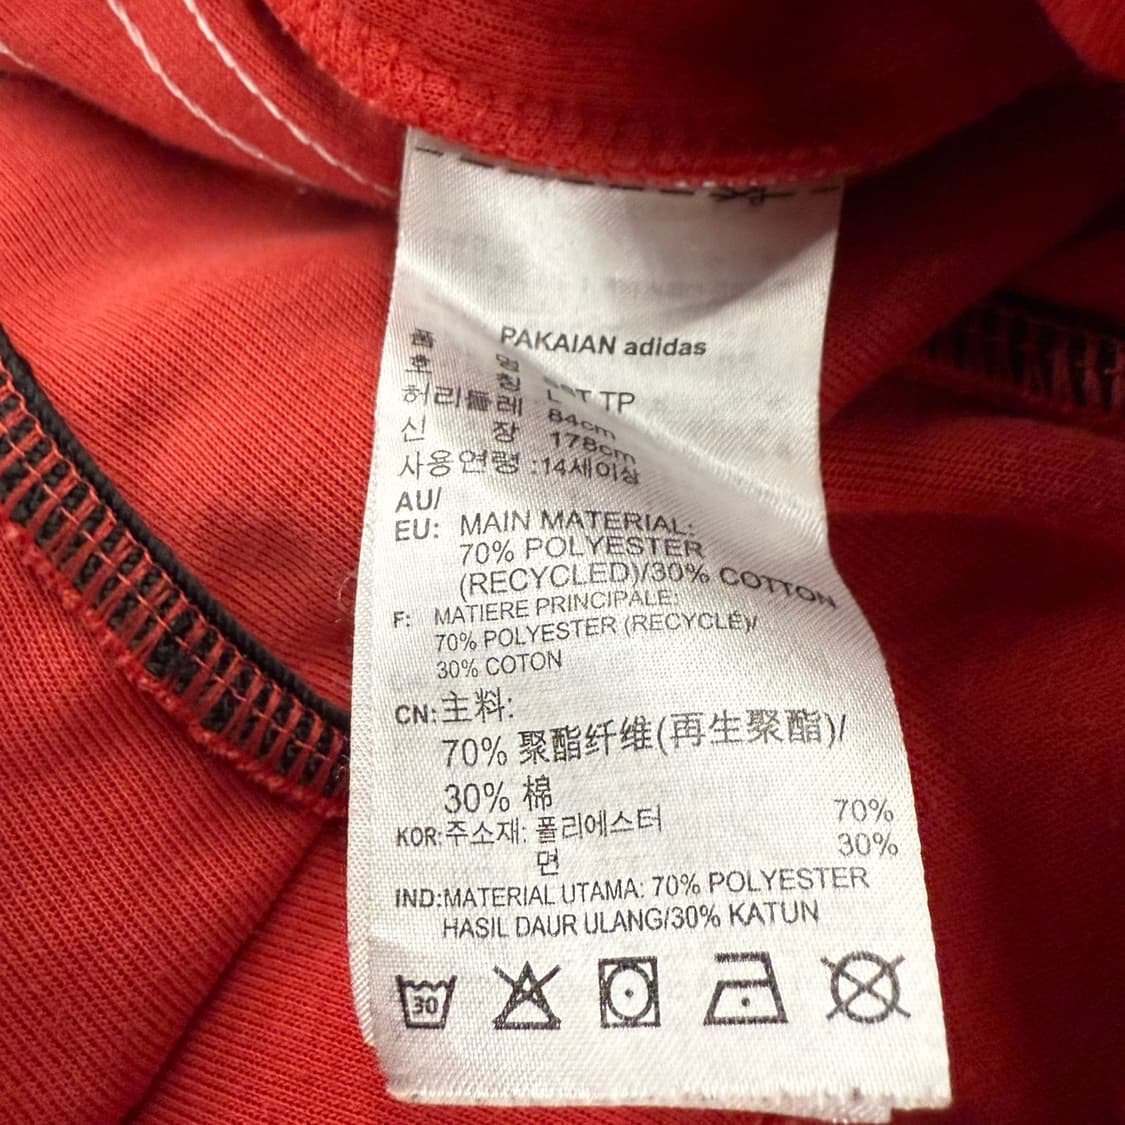 품 명 PAKAIAN adidas
호 칭 L TP
허리둘레 84cm
신 장 178cm
사용연령 :14세이상
AU/
EU: MAIN MATERIAL:
70% POLYESTER
(RECYCLED)/30% COTTON
F: MATIERE PRINCIPALE:
70% POLYESTER (RECYCLÉ)/
30% COTON
CN:主料:
70% 聚酯纤维(再生聚酯)/
30% 棉
KOR:주소재: 폴리에스터 70%
면 30%
IND:MATERIAL UTAMA: 70% POLYESTER
HASIL DAUR ULANG/30% KATUN
30